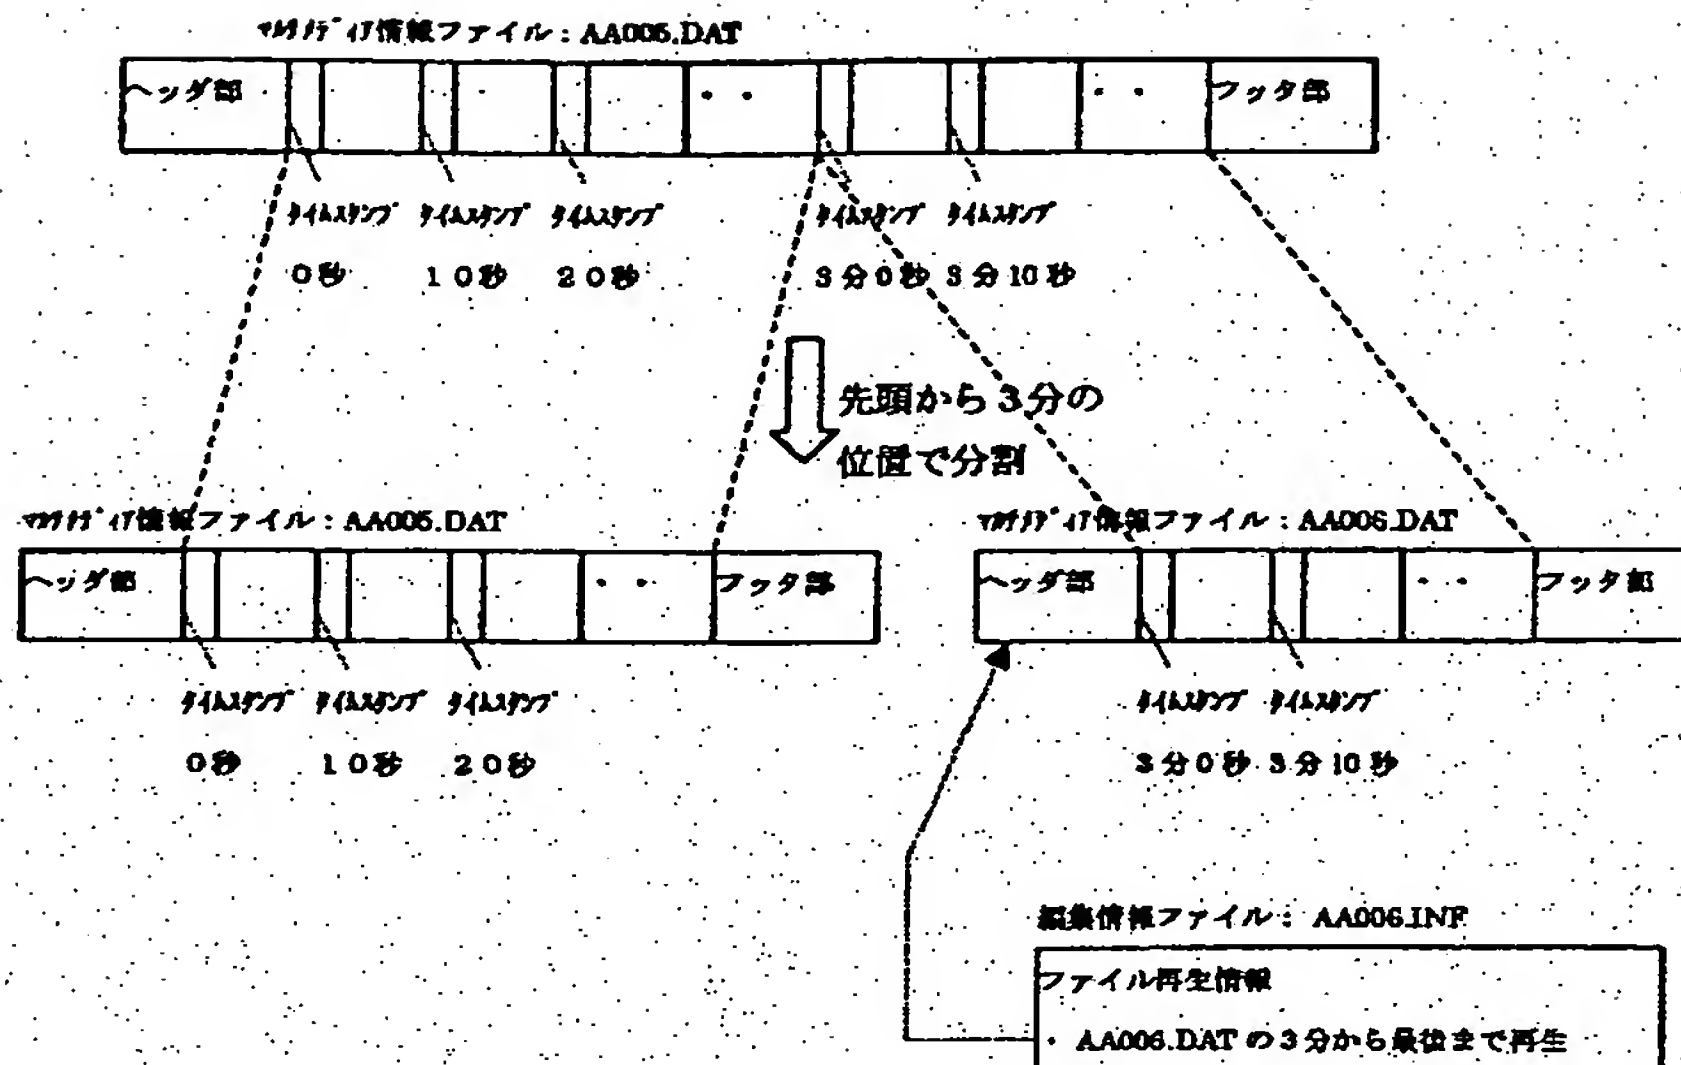 マルチメディア情報ファイル：AA005.DAT
ヘッダ部 ・・ ・・ フッタ部
タイムスタンプ タイムスタンプ タイムスタンプ タイムスタンプ タイムスタンプ
0秒 10秒 20秒 3分0秒 3分10秒
先頭から3分の
位置で分割
マルチメディア情報ファイル：AA005.DAT マルチメディア情報ファイル：AA006.DAT
ヘッダ部 ・・ フッタ部 ヘッダ部 ・・ フッタ部
タイムスタンプ タイムスタンプ タイムスタンプ タイムスタンプ タイムスタンプ
0秒 10秒 20秒 3分0秒 3分10秒
編集情報ファイル：AA006.INF
ファイル再生情報
・ AA006.DATの3分から最後まで再生